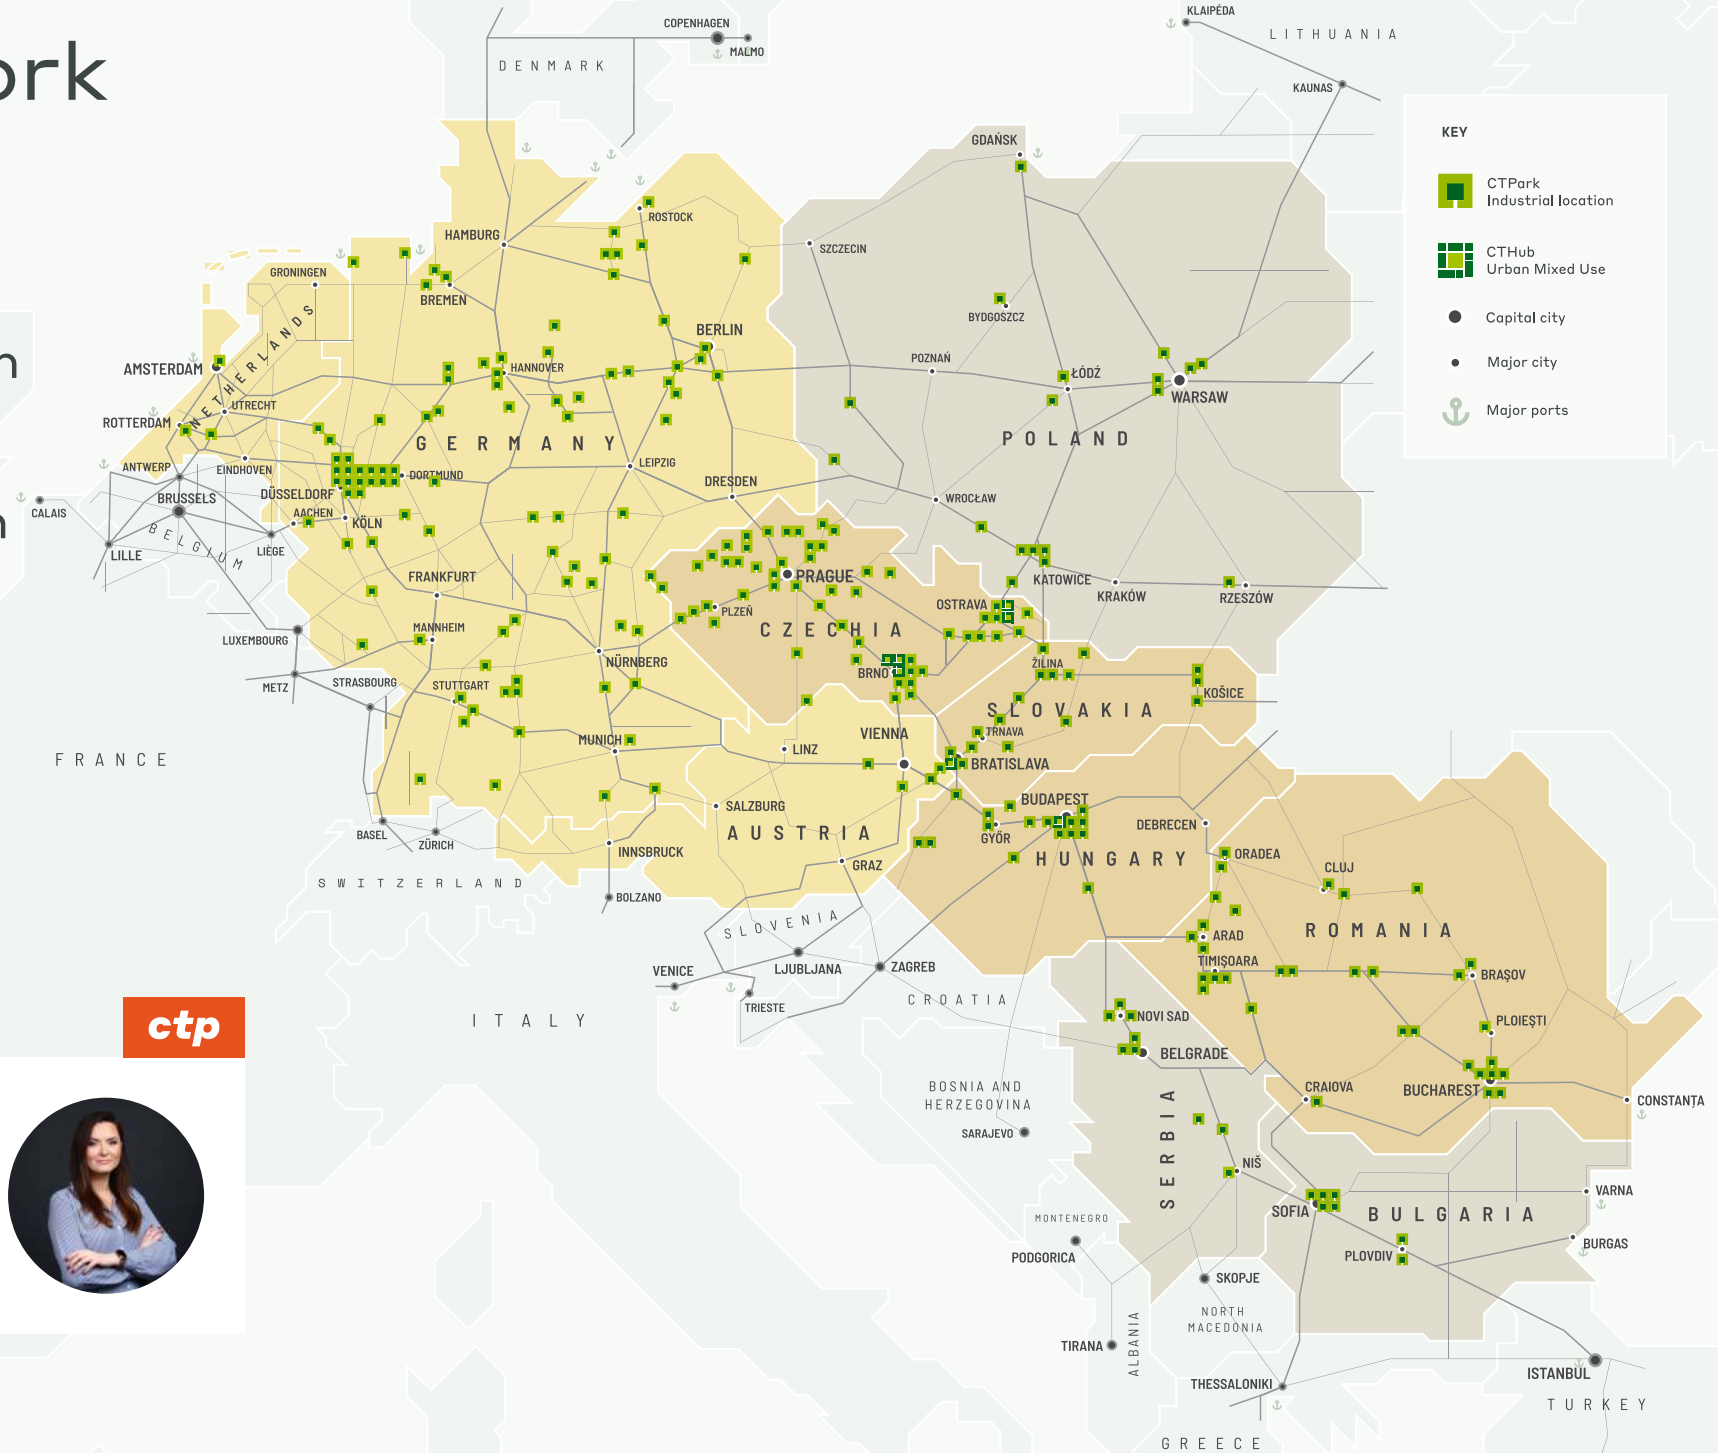 ork
n
n
KEY
CTPark
Industrial location
CTHub
Urban Mixed Use
Capital city
Major city
Major ports
COPENHAGEN
MALMO
DENMARK
KLAIPĖDA
LITHUANIA
KAUNAS
GDAŃSK
ROSTOCK
HAMBURG
SZCZECIN
GRONINGEN
BREMEN
BYDGOSZCZ
BERLIN
NETHERLANDS
AMSTERDAM
HANNOVER
POZNAŃ
ŁÓDŹ
WARSAW
UTRECHT
ROTTERDAM
GERMANY
POLAND
ANTWERP
EINDHOVEN
DORTMUND
LEIPZIG
DRESDEN
DÜSSELDORF
BRUSSELS
WROCŁAW
CALAIS
AACHEN
KÖLN
BELGIUM
LILLE
LIÈGE
FRANKFURT
PRAGUE
KATOWICE
KRAKÓW
RZESZÓW
PLZEŇ
OSTRAVA
CZECHIA
LUXEMBOURG
MANNHEIM
NÜRNBERG
BRNO
ŽILINA
METZ
STRASBOURG
STUTTGART
KOŠICE
SLOVAKIA
MUNICH
VIENNA
TRNAVA
LINZ
FRANCE
BRATISLAVA
SALZBURG
BUDAPEST
AUSTRIA
BASEL
ZÜRICH
GYÖR
DEBRECEN
INNSBRUCK
GRAZ
HUNGARY
ORADEA
CLUJ
SWITZERLAND
BOLZANO
SLOVENIA
ROMANIA
ARAD
VENICE
LJUBLJANA
ZAGREB
TIMIŞOARA
BRAŞOV
TRIESTE
CROATIA
ITALY
NOVI SAD
PLOIEŞTI
ctp
BELGRADE
BOSNIA AND
HERZEGOVINA
CRAIOVA
BUCHAREST
CONSTANȚA
SARAJEVO
SERBIA
NIŠ
VARNA
SOFIA
BULGARIA
MONTENEGRO
PODGORICA
PLOVDIV
BURGAS
SKOPJE
NORTH
MACEDONIA
TIRANA
ALBANIA
ISTANBUL
THESSALONIKI
TURKEY
GREECE